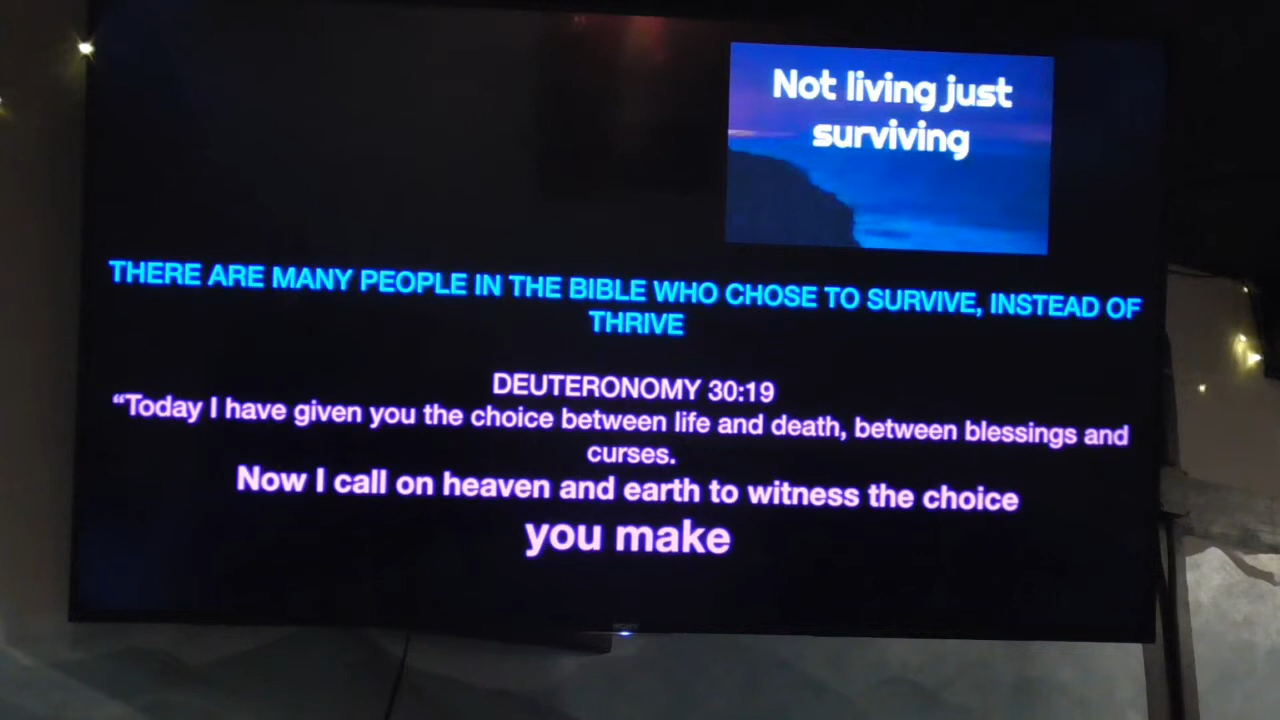 Not living just
surviving
THERE ARE MANY PEOPLE IN THE BIBLE WHO CHOSE TO SURVIVE, INSTEAD OF
THRIVE
DEUTERONOMY 30:19
“Today I have given you the choice between life and death, between blessings and
curses.
Now I call on heaven and earth to witness the choice
you make
SONY